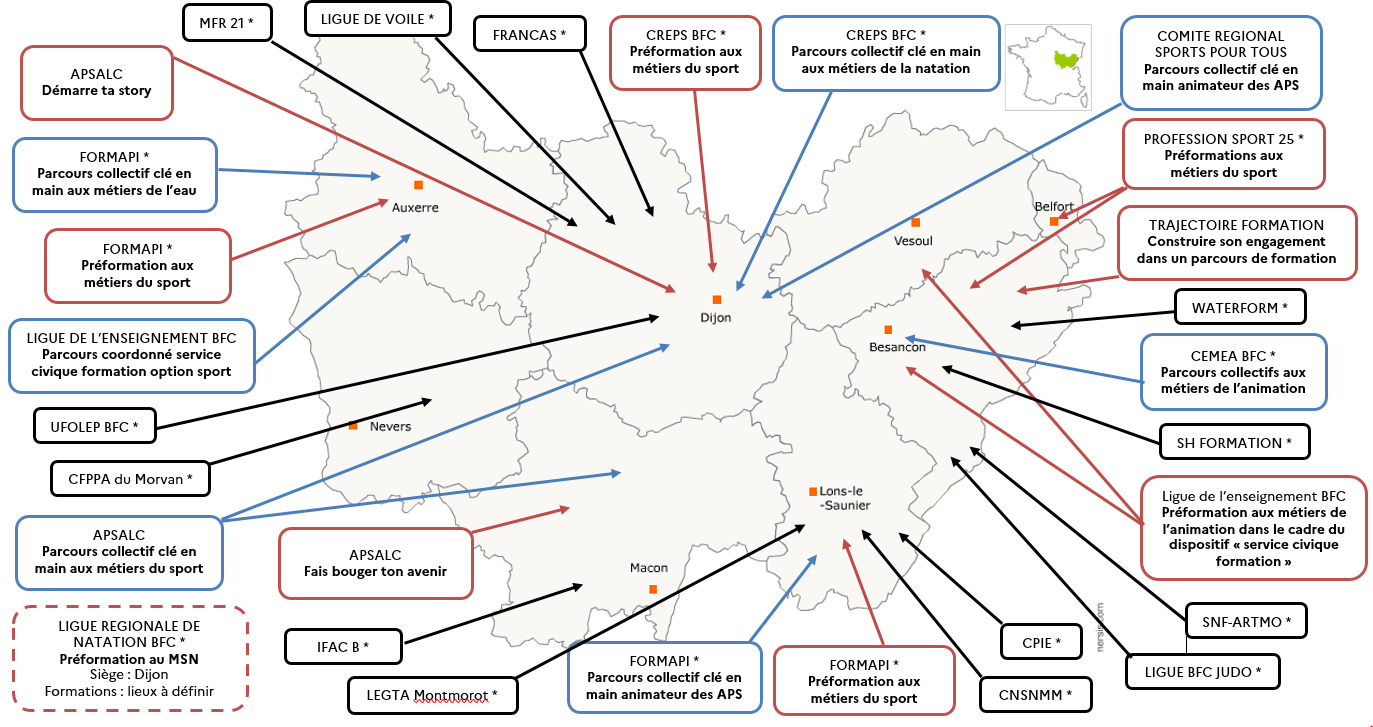 MFR 21 *
LIGUE DE VOILE *
FRANCAS *
CREPS BFC *
Préformation aux
métiers du sport
CREPS BFC *
Parcours collectif clé en main
aux métiers de la natation
COMITE REGIONAL
SPORTS POUR TOUS
Parcours collectif clé en
main animateur des APS
APSALC
Démarre ta story
PROFESSION SPORT 25 *
Préformations aux
métiers du sport
FORMAPI *
Parcours collectif clé en
main aux métiers de l'eau
Auxerre
Belfort
Vesoul
TRAJECTOIRE FORMATION
Construire son engagement
dans un parcours de formation
FORMAPI *
Préformation aux
métiers du sport
WATERFORM *
Dijon
Besancon
LIGUE DE L'ENSEIGNEMENT BFC
Parcours coordonné service
civique formation option sport
CEMEA BFC *
Parcours collectifs aux
métiers de l'animation
UFOLEP BFC *
Nevers
SH FORMATION *
CFPPA du Morvan *
Lons-le
-Saunier
Ligue de l'enseignement BFC
Préformation aux métiers de
l'animation dans le cadre du
dispositif « service civique
formation »
APSALC
Parcours collectif clé en
main aux métiers du sport
APSALC
Fais bouger ton avenir
Macon
LIGUE REGIONALE DE
NATATION BFC *
Préformation au MSN
Siège : Dijon
Formations : lieux à définir
IFAC B *
LEGTA Montmorot *
FORMAPI *
Parcours collectif clé en
main animateur des APS
FORMAPI *
Préformation aux
métiers du sport
CNSNMM *
CPIE *
SNF-ARTMO *
LIGUE BFC JUDO *